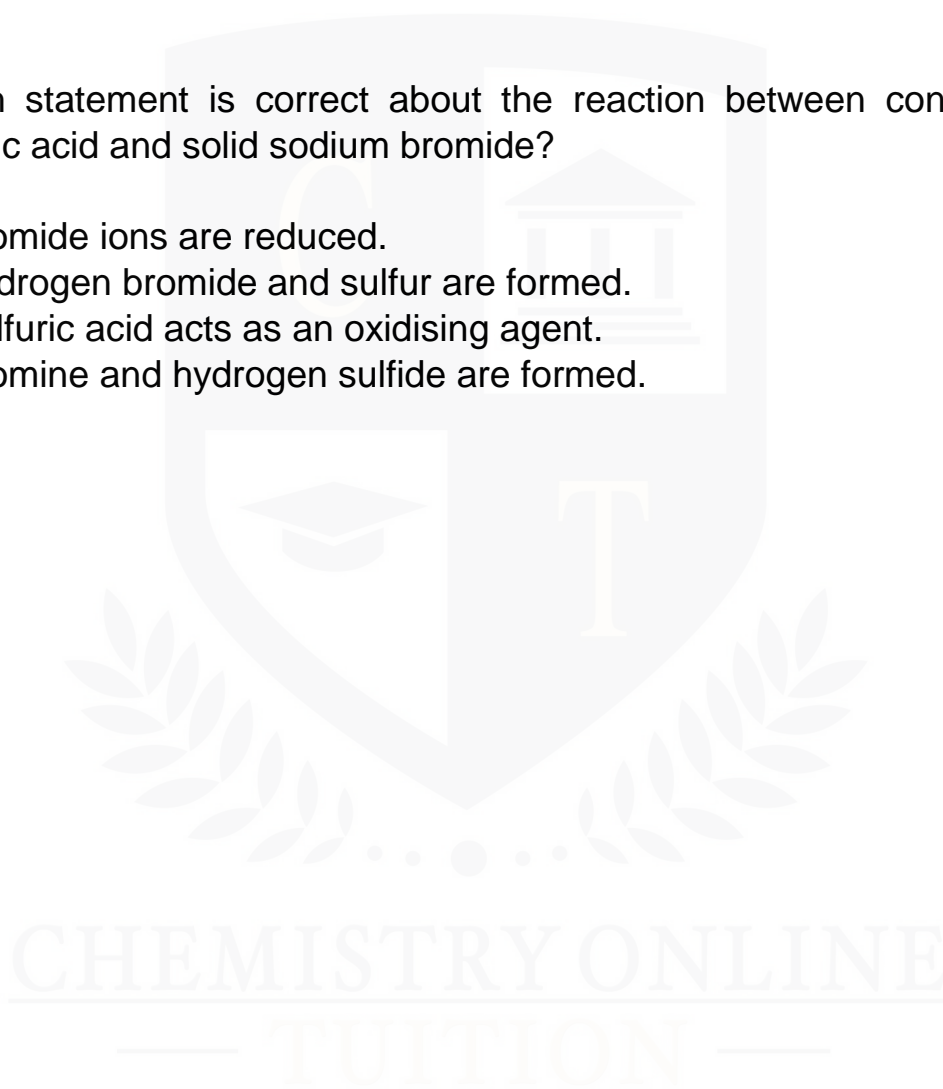 n statement is correct about the reaction between con
ic acid and solid sodium bromide?
omide ions are reduced.
drogen bromide and sulfur are formed.
lfuric acid acts as an oxidising agent.
omine and hydrogen sulfide are formed.
C
T
CHEMISTRY ONLINE
TUITION